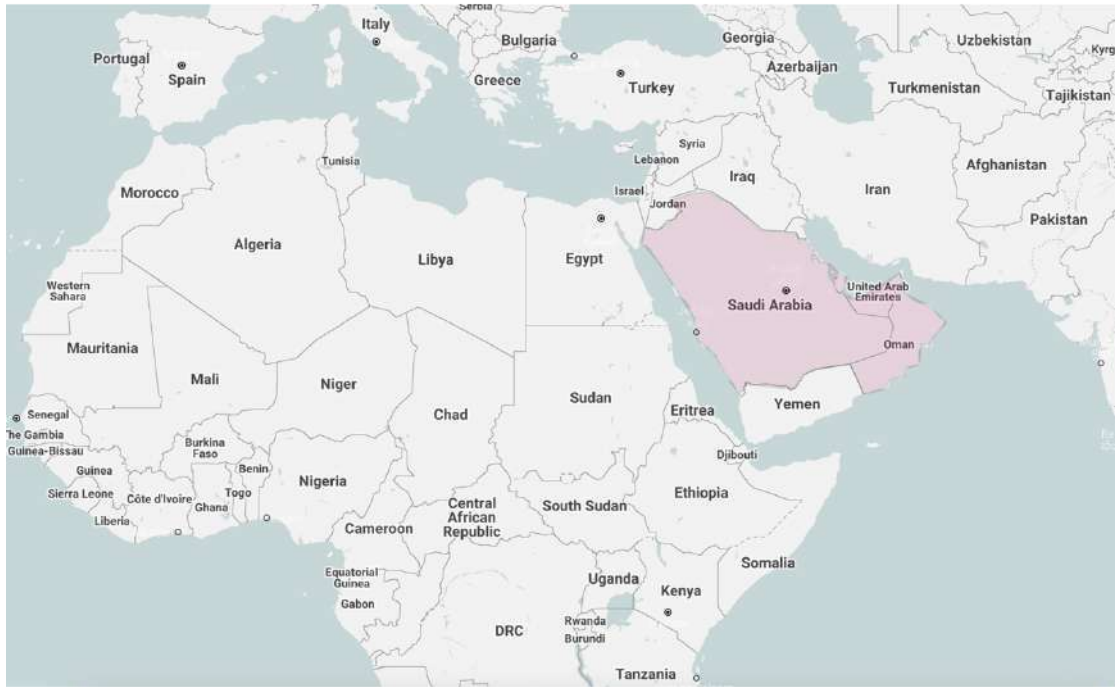 Serbia
Italy
Georgia
Uzbekistan
Kyrg
Bulgaria
Portugal
Azerbaijan
Spain
Greece
Turkey
Turkmenistan
Tajikistan
Syria
Tunisia
Lebanon
Afghanistan
Iraq
Morocco
Israel
Iran
Jordan
Pakistan
Algeria
Libya
Egypt
Western
Sahara
United Arab
Emirates
Saudi Arabia
Mauritania
Oman
Mali
Niger
Sudan
Yemen
Chad
Eritrea
Senegal
The Gambia
Guinea-Bissau
Burkina
Faso
Djibouti
Guinea
Benin
Nigeria
Ethiopia
Sierra Leone
Côte d'Ivoire
Togo
Ghana
Central
African
Republic
South Sudan
Liberia
Cameroon
Somalia
Equatorial
Guinea
Uganda
Kenya
Gabon
Rwanda
DRC
Burundi
Tanzania